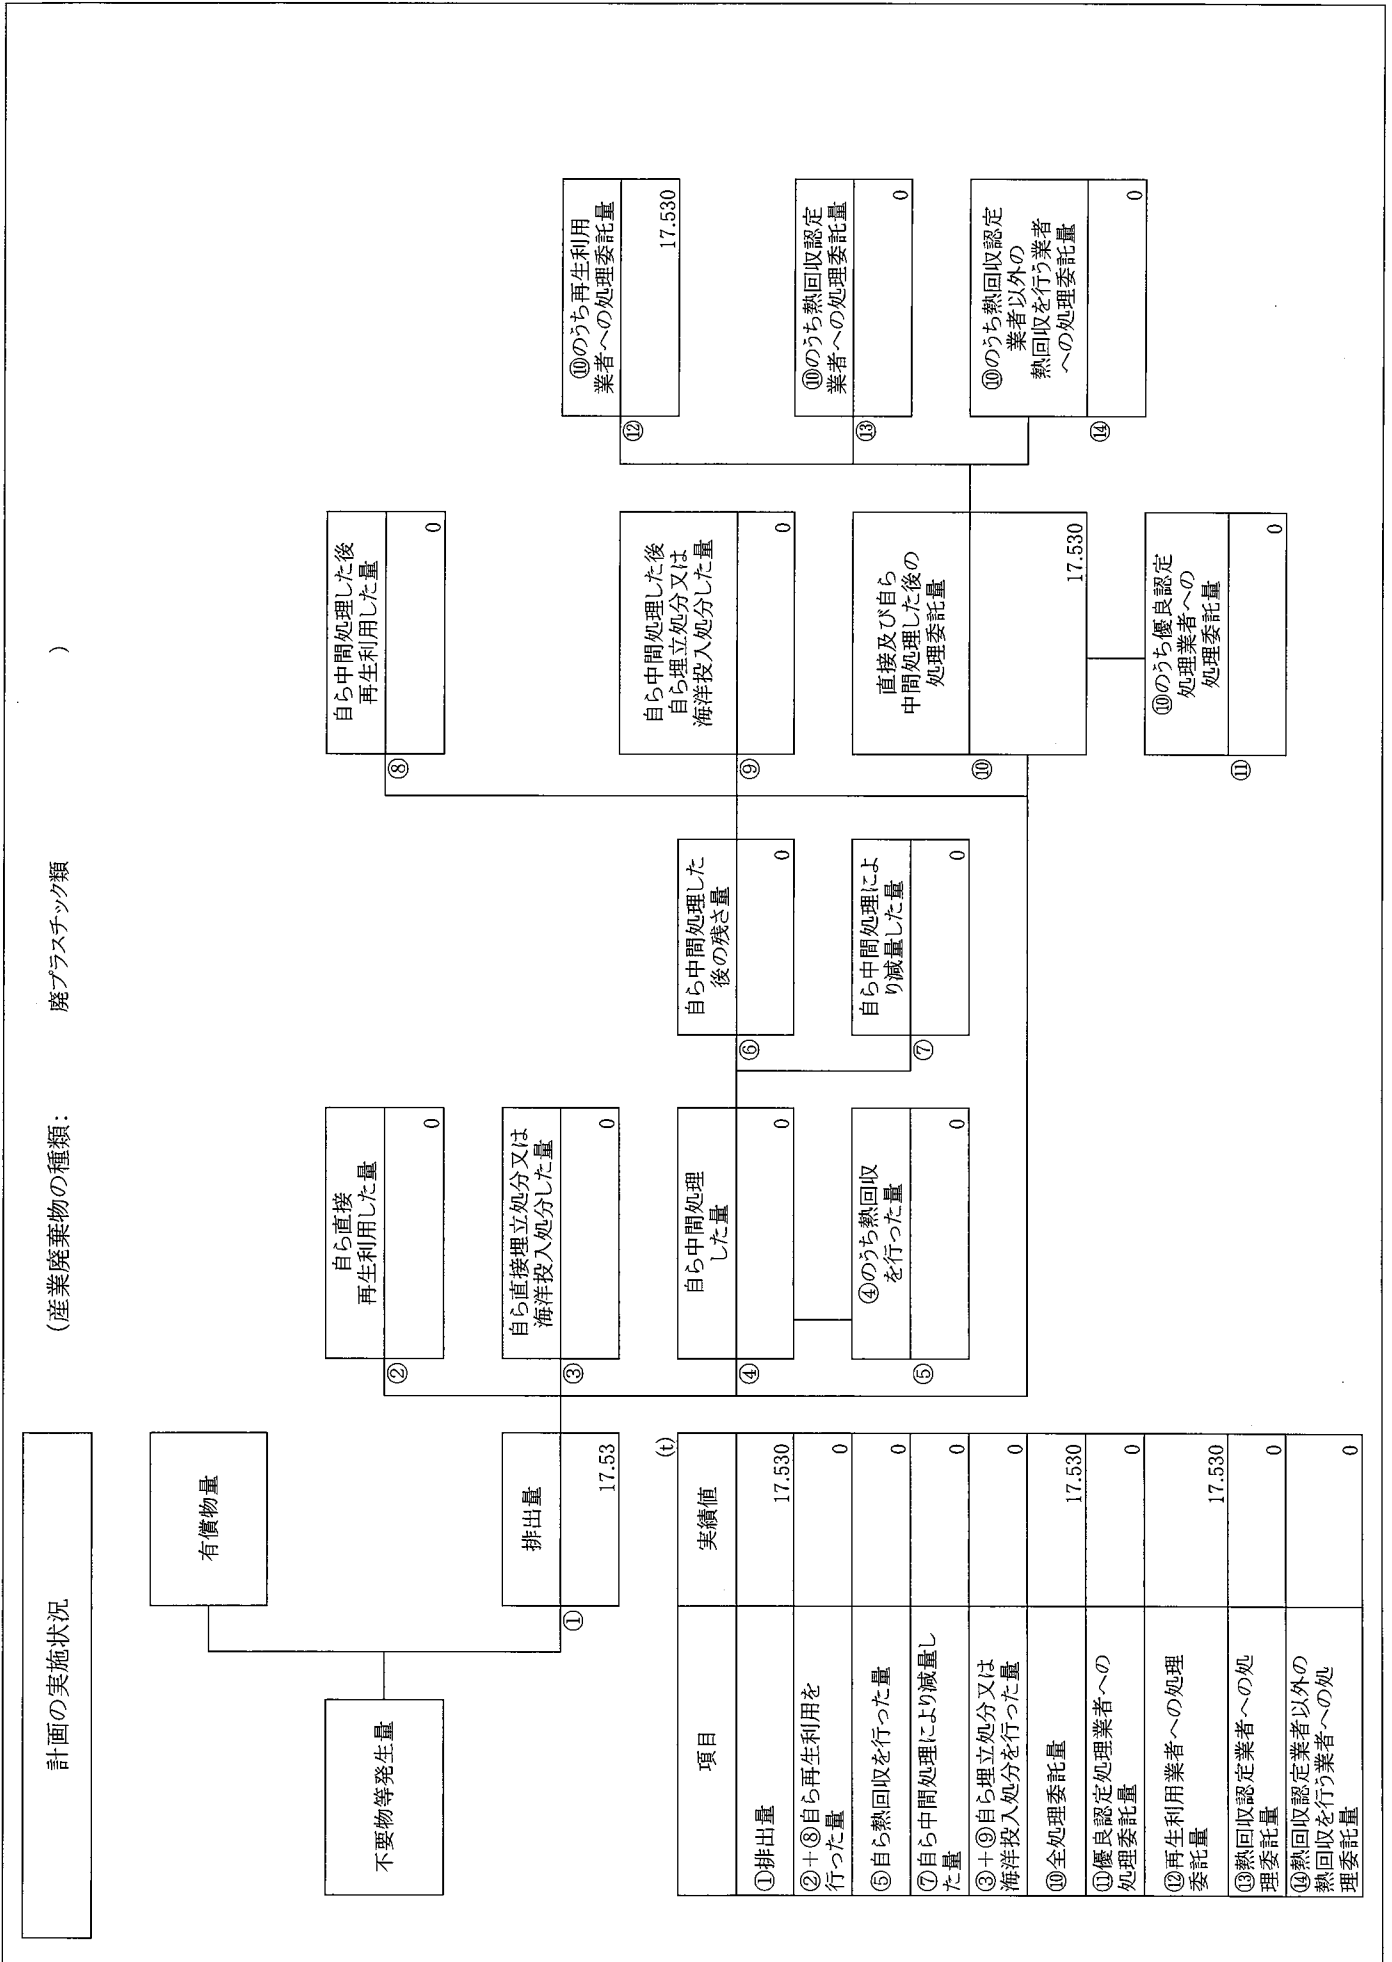 計画の実施状況
(産業廃棄物の種類: 廃プラスチック類 )
不要物等発生量
有償物量
排出量
①
17.53
自ら直接
再生利用した量
②
0
自ら直接埋立処分又は
海洋投入処分した量
③
0
自ら中間処理
した量
④
0
④のうち熱回収
を行った量
⑤
0
自ら中間処理した
後の残さ量
⑥
0
自ら中間処理によ
り減量した量
⑦
0
自ら中間処理した後
再生利用した量
⑧
0
自ら中間処理した後
自ら埋立処分又は
海洋投入処分した量
⑨
0
直接及び自ら
中間処理した後の
処理委託量
⑩
17.530
⑩のうち優良認定
処理業者への
処理委託量
⑪
0
⑩のうち再生利用
業者への処理委託量
⑫
17.530
⑩のうち熱回収認定
業者への処理委託量
⑬
0
⑩のうち熱回収認定
業者以外の
熱回収を行う業者
への処理委託量
⑭
0
(t)
項目 実績値
①排出量 17.530
②+⑧自ら再生利用を
行った量 0
⑤自ら熱回収を行った量 0
⑦自ら中間処理により減量し
た量 0
③+⑨自ら埋立処分又は
海洋投入処分を行った量 0
⑩全処理委託量 17.530
⑪優良認定処理業者への
処理委託量 0
⑫再生利用業者への処理
委託量 17.530
⑬熱回収認定業者への処
理委託量 0
⑭熱回収認定業者以外の
熱回収を行う業者への処
理委託量 0